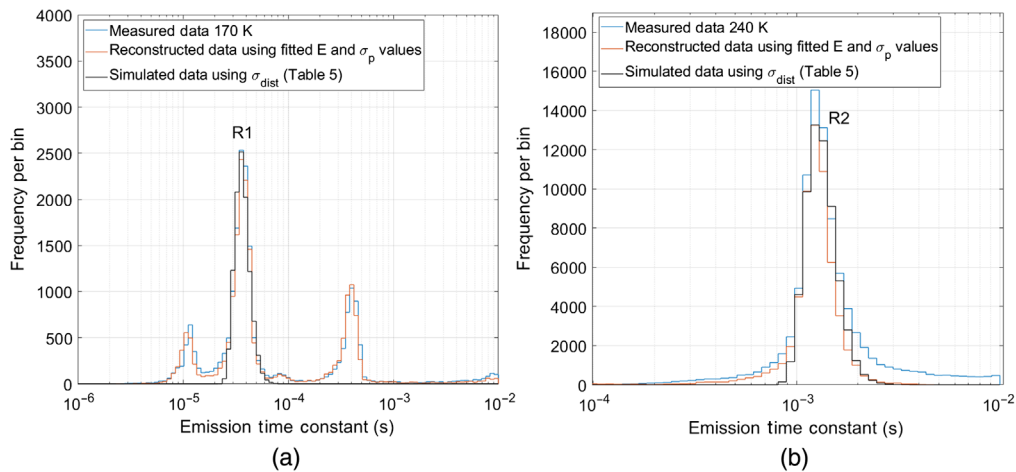 Measured data 170 K
Reconstructed data using fitted E and σp values
Simulated data using σdist (Table 5)
R1
4000
3500
3000
2500
2000
1500
1000
500
0
Frequency per bin
10−6
10−5
10−4
10−3
10−2
Emission time constant (s)
(a)
Measured data 240 K
Reconstructed data using fitted E and σp values
Simulated data using σdist (Table 5)
R2
18000
16000
14000
12000
10000
8000
6000
4000
2000
0
Frequency per bin
10−4
10−3
10−2
Emission time constant (s)
(b)